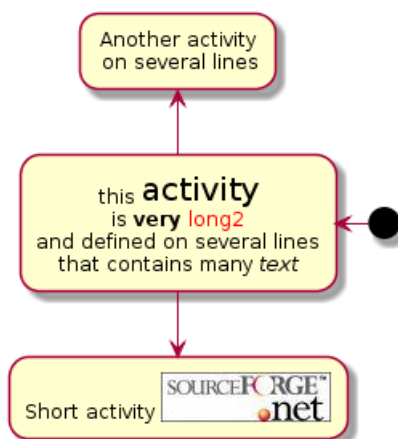 Another activity
on several lines
this activity
is very long2
and defined on several lines
that contains many text
Short activity SOURCEFORGE™
.net